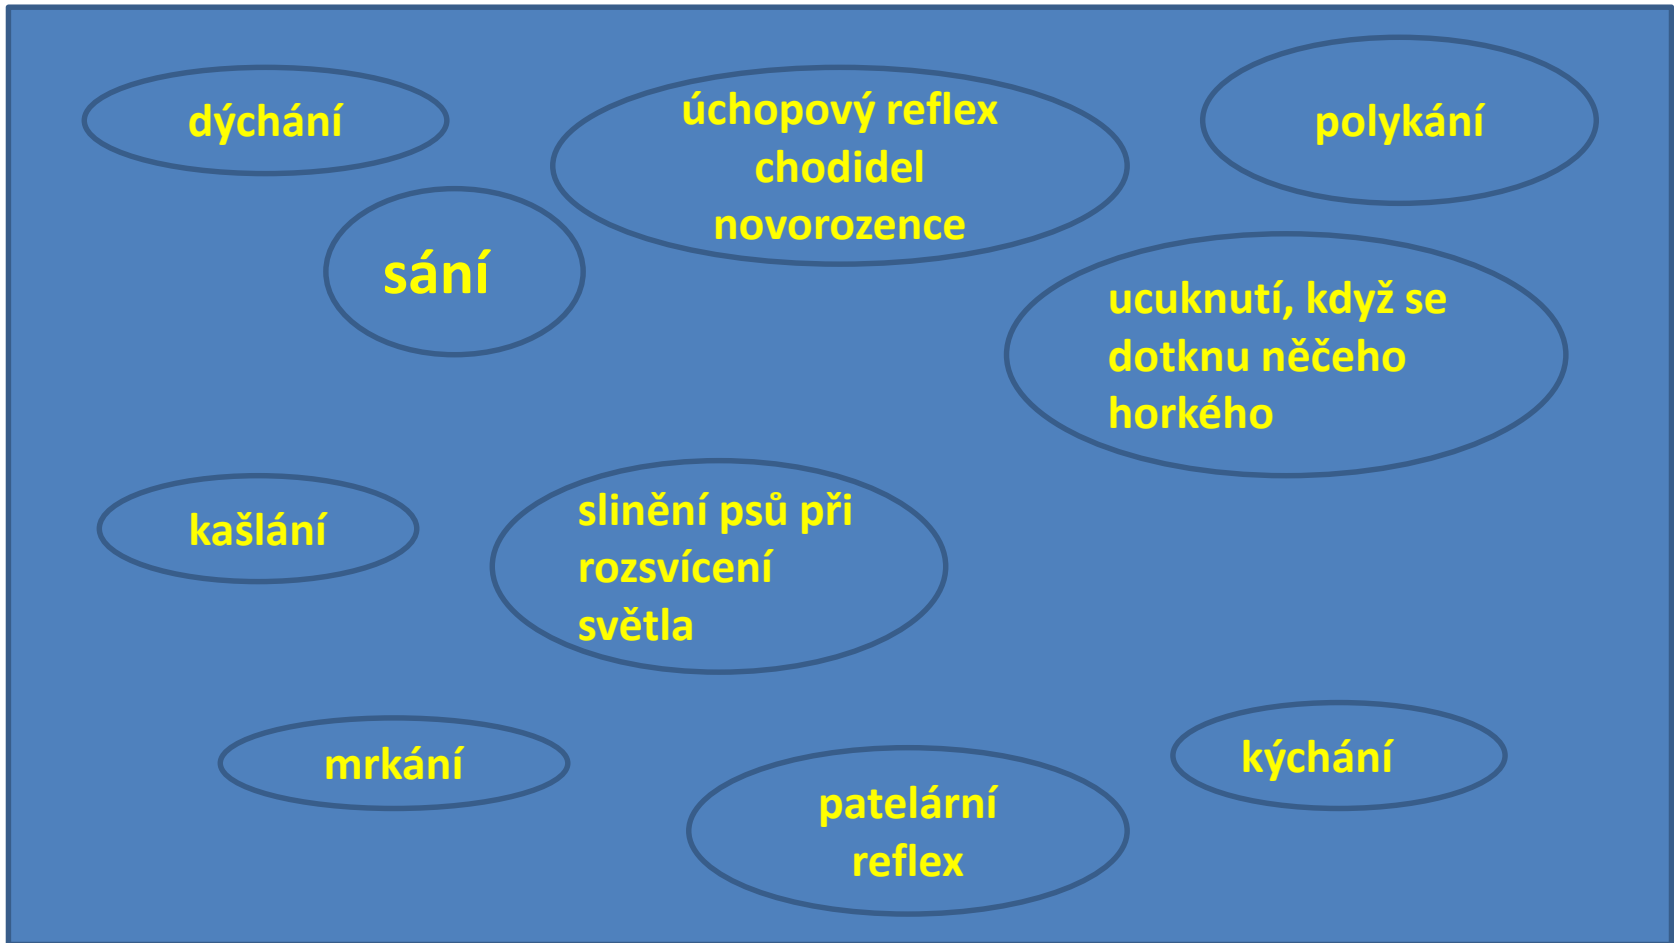 dýchání
úchopový reflex
chodidel
novorozence
polykání
sání
ucuknutí, když se
dotknu něčeho
horkého
kašlání
slinění psů při
rozsvícení
světla
mrkání
patelární
reflex
kýchání